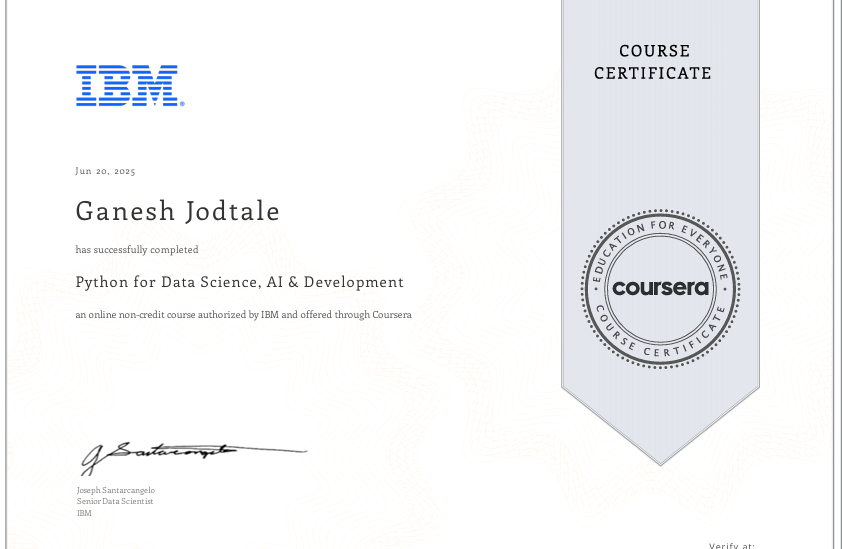 IBM®
COURSE
CERTIFICATE
Jun 20, 2025
Ganesh Jodtale
has successfully completed
Python for Data Science, AI & Development
an online non-credit course authorized by IBM and offered through Coursera
EDUCATION FOR EVERYONE
coursera
COURSE CERTIFICATE
J Santarcangelo
Joseph Santarcangelo
Senior Data Scientist
IBM
Verify at: